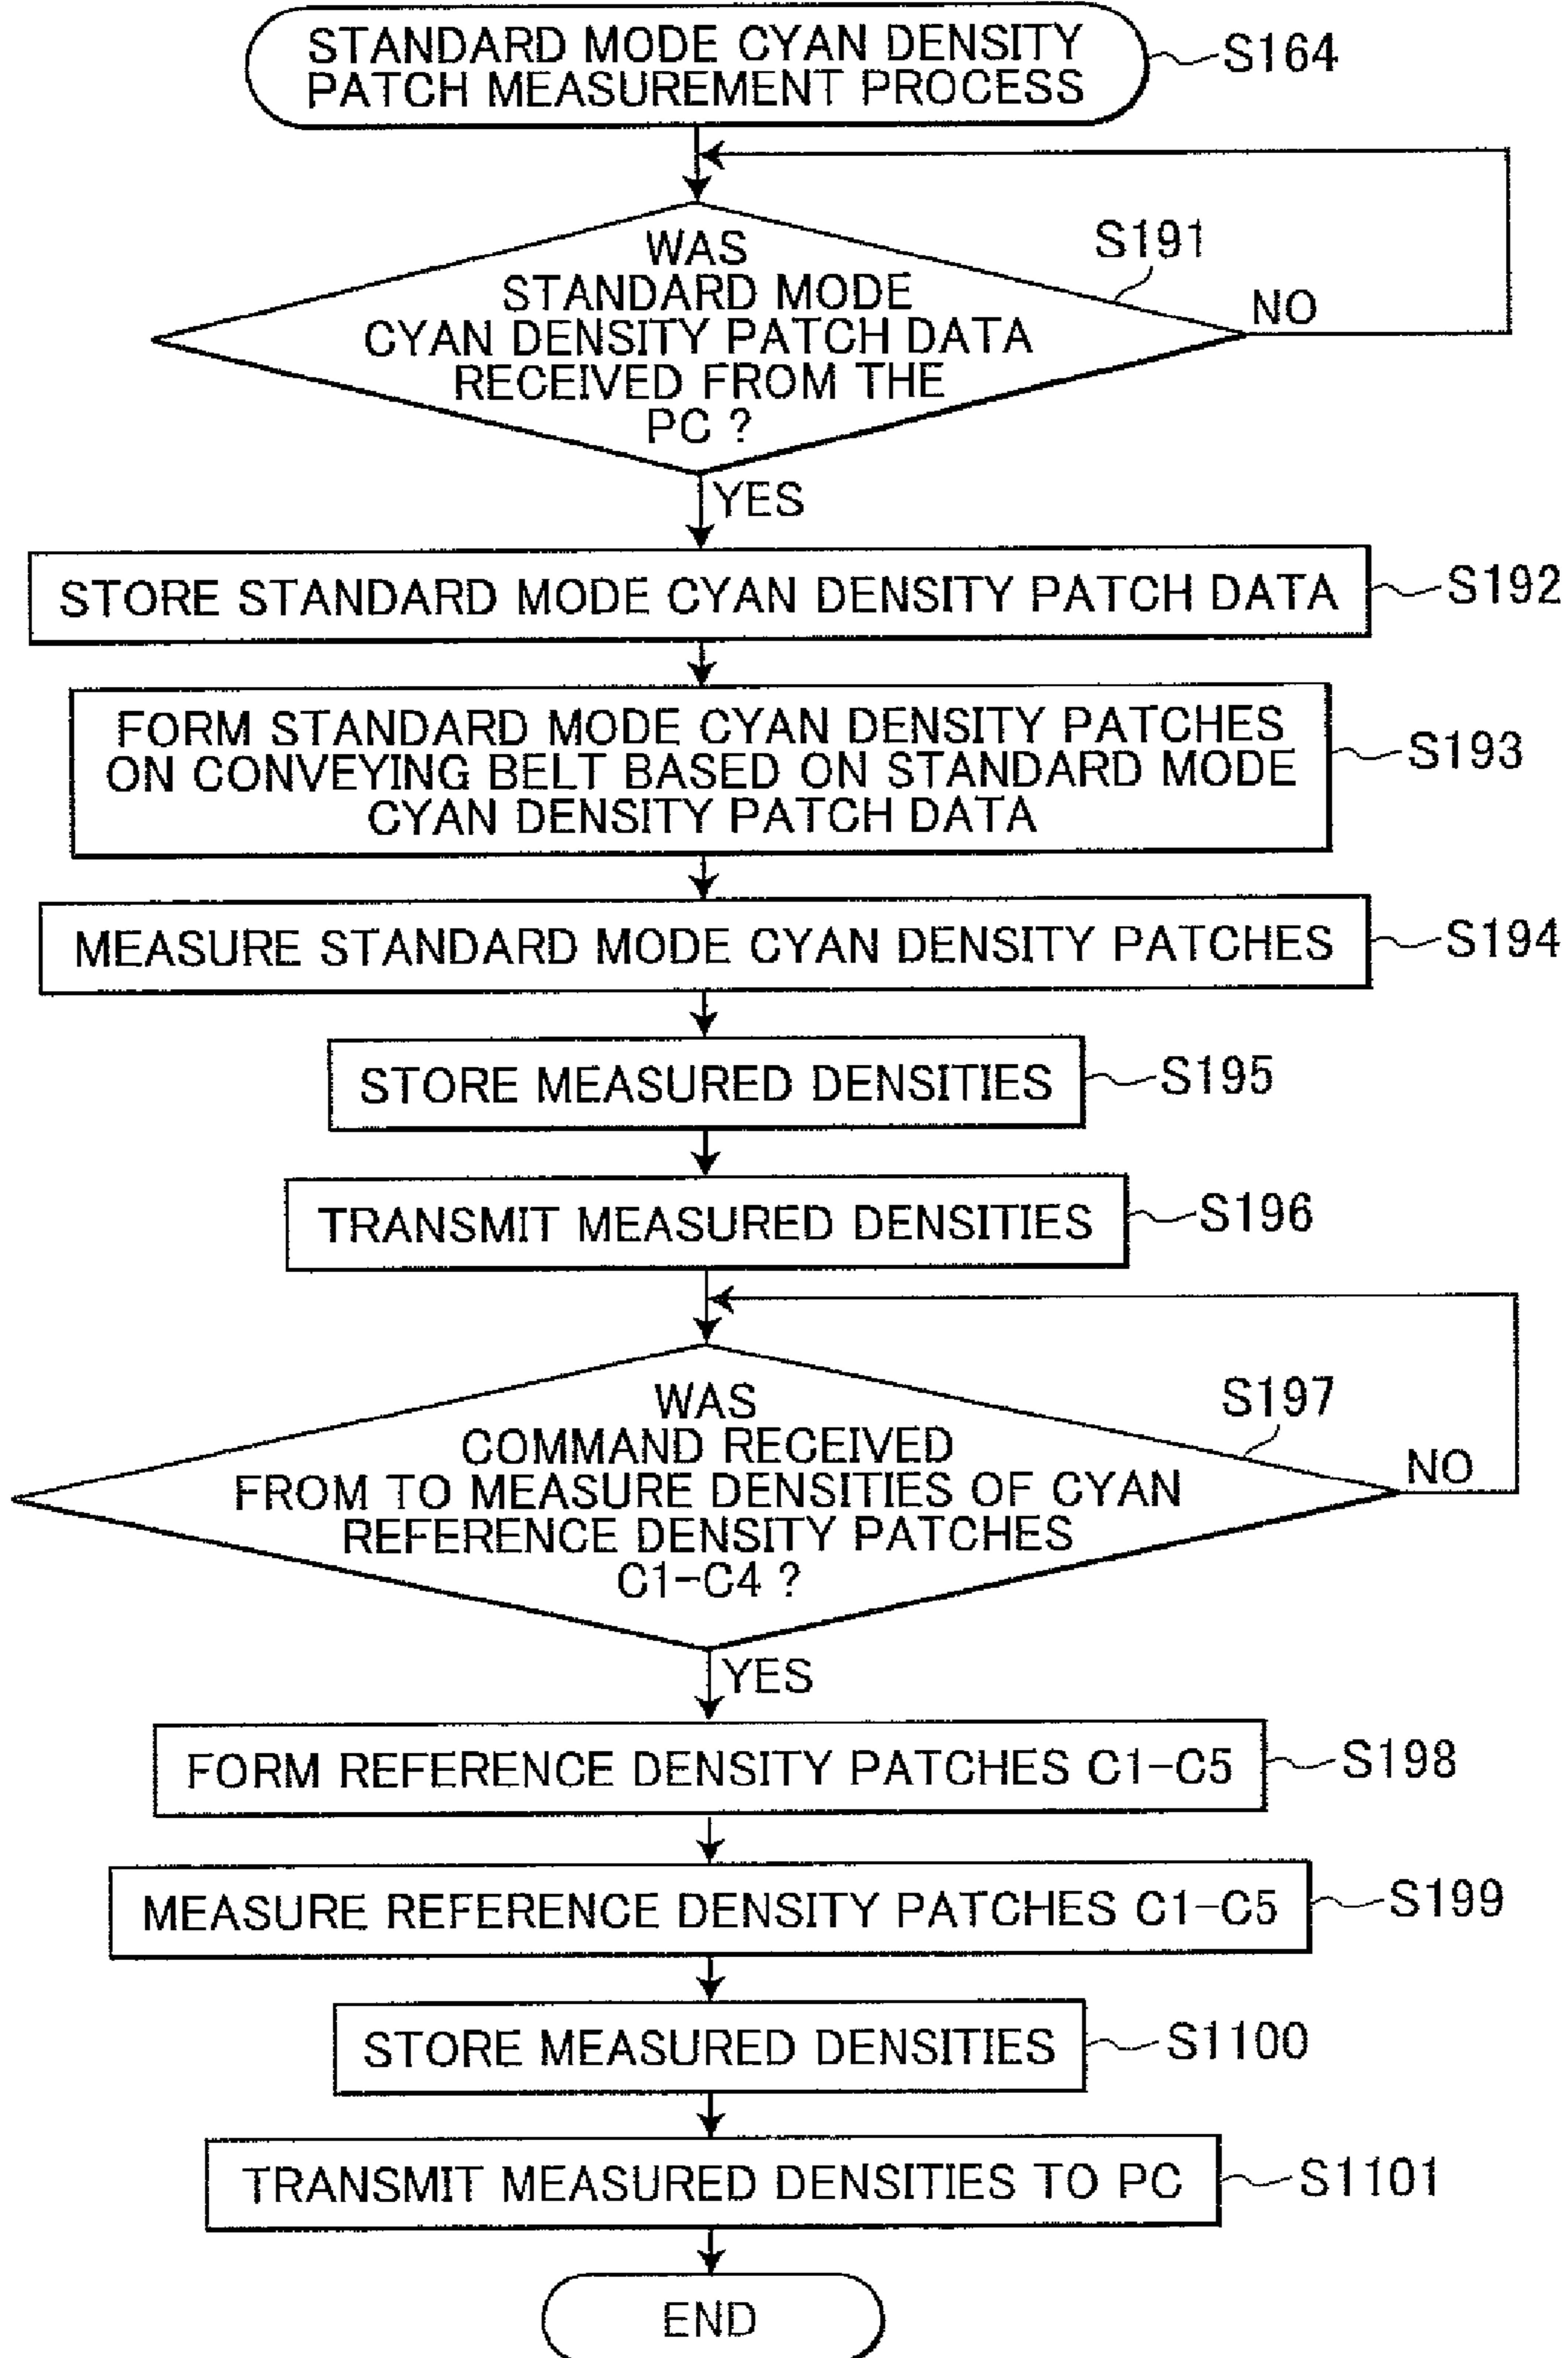 STANDARD MODE CYAN DENSITY
PATCH MEASUREMENT PROCESS
S164
WAS
STANDARD MODE
CYAN DENSITY PATCH DATA
RECEIVED FROM THE
PC ?
S191
NO
YES
STORE STANDARD MODE CYAN DENSITY PATCH DATA
S192
FORM STANDARD MODE CYAN DENSITY PATCHES
ON CONVEYING BELT BASED ON STANDARD MODE
CYAN DENSITY PATCH DATA
S193
MEASURE STANDARD MODE CYAN DENSITY PATCHES
S194
STORE MEASURED DENSITIES
S195
TRANSMIT MEASURED DENSITIES
S196
WAS
COMMAND RECEIVED
FROM TO MEASURE DENSITIES OF CYAN
REFERENCE DENSITY PATCHES
C1-C4 ?
S197
NO
YES
FORM REFERENCE DENSITY PATCHES C1-C5
S198
MEASURE REFERENCE DENSITY PATCHES C1-C5
S199
STORE MEASURED DENSITIES
S1100
TRANSMIT MEASURED DENSITIES TO PC
S1101
END